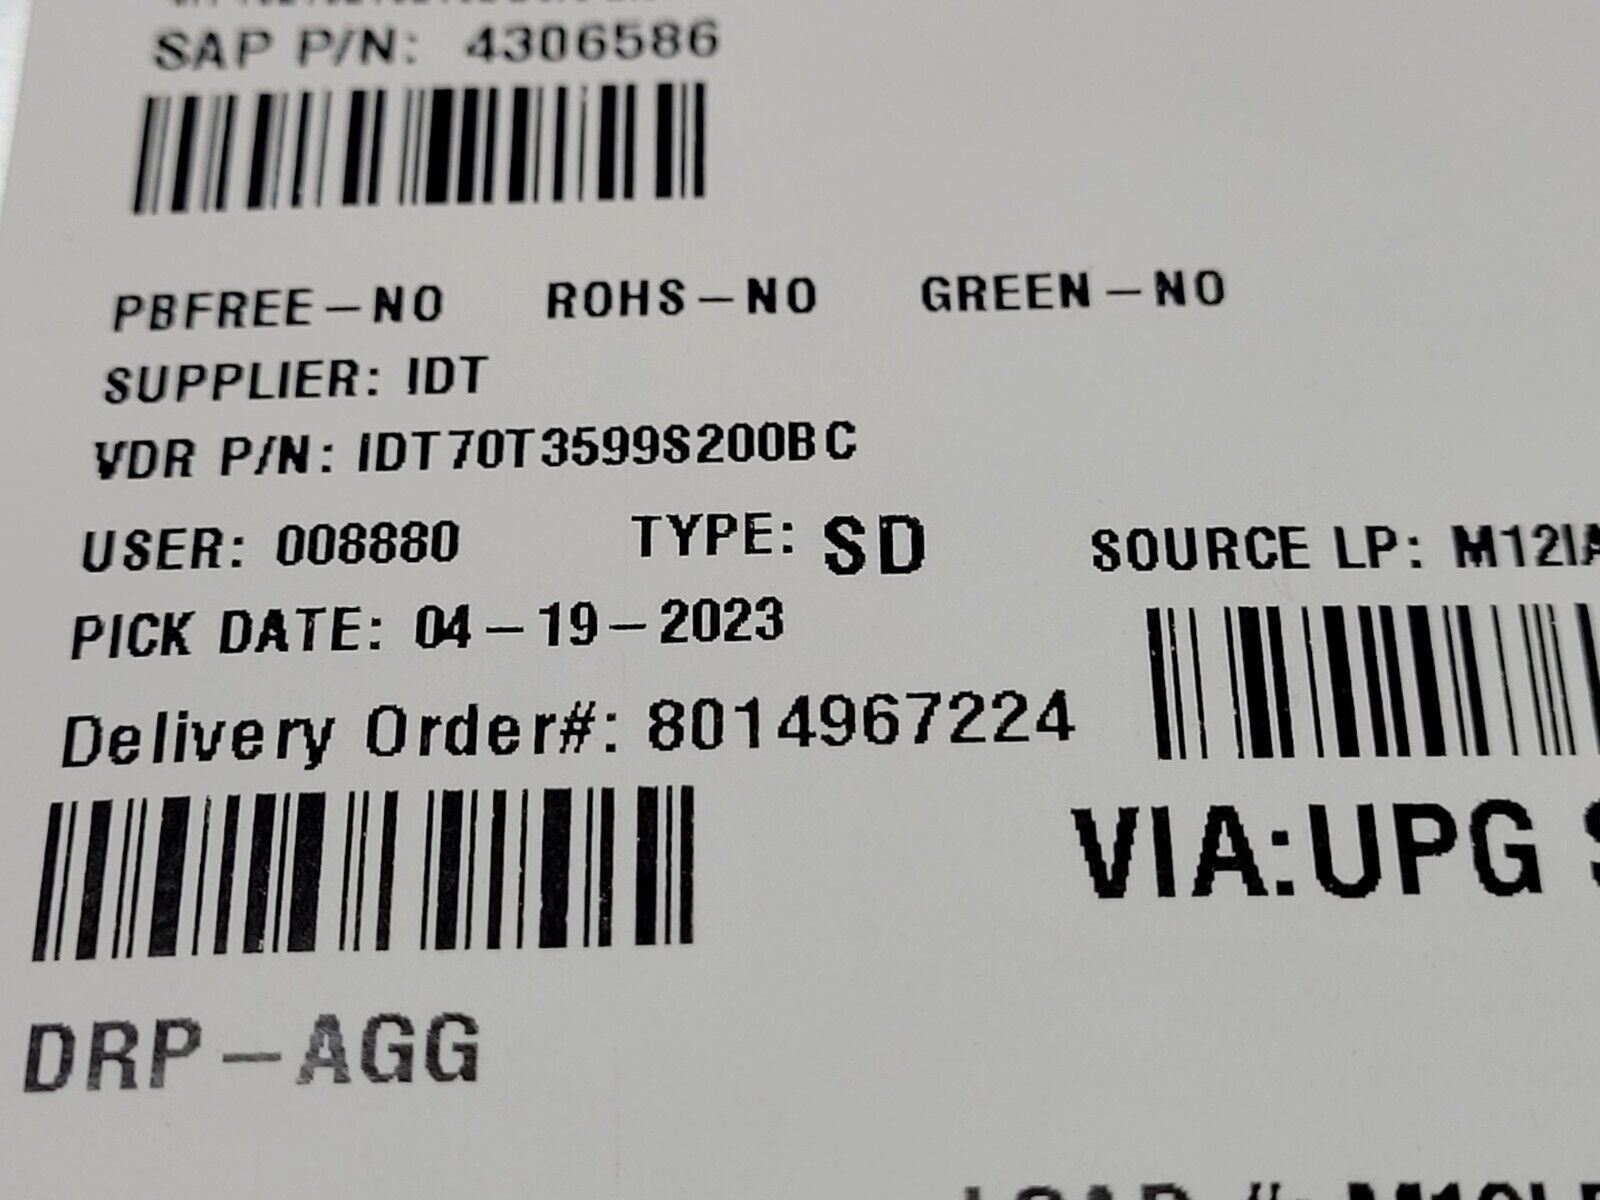 SAP P/N: 4306586
PBFREE-NO ROHS-NO GREEN-NO
SUPPLIER: IDT
VDR P/N: IDT70T3599S200BC
USER: 008880 TYPE: SD SOURCE LP: M12IA
PICK DATE: 04-19-2023
Delivery Order#: 8014967224
VIA:UPG
DRP-AGG